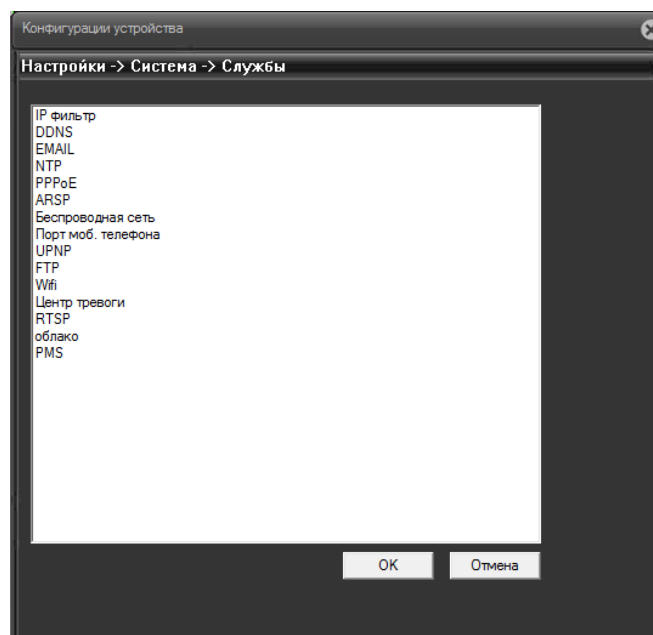 Конфигурации устройства
Настройки -> Система -> Службы
IP фильтр
DDNS
EMAIL
NTP
PPPoE
ARSP
Беспроводная сеть
Порт моб. телефона
UPNP
FTP
Wifi
Центр тревоги
RTSP
облако
PMS
OK
Отмена